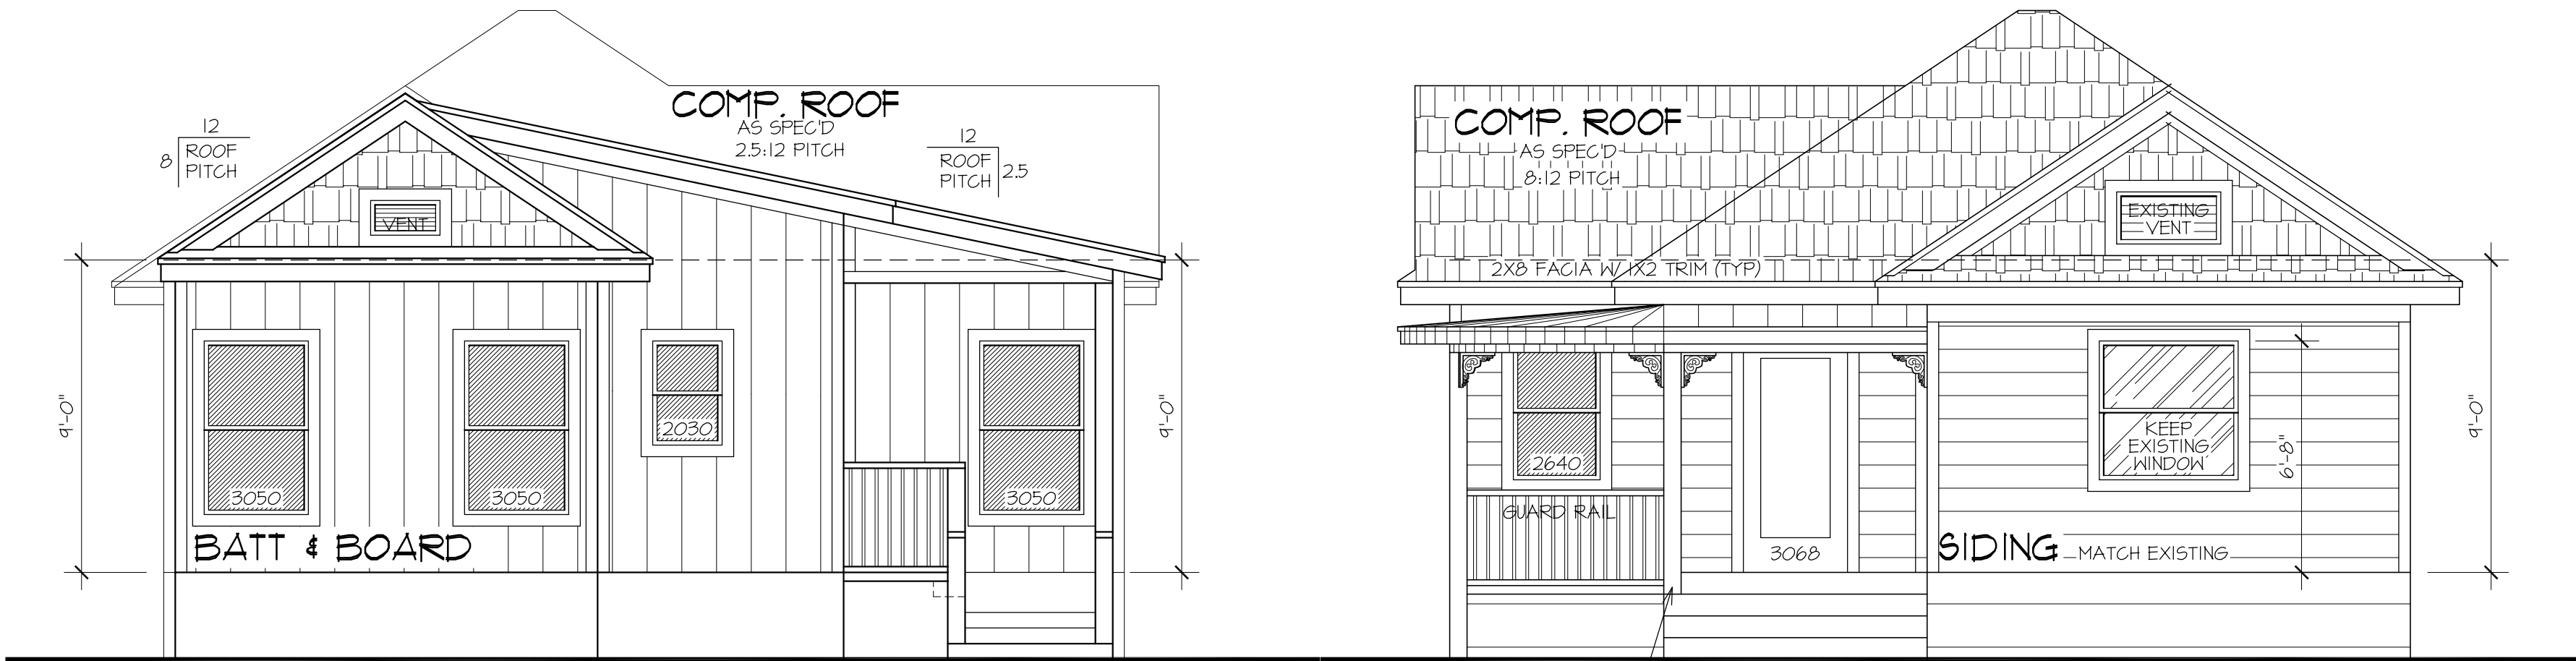 COMP. ROOF
AS SPEC'D
2.5:12 PITCH
12
8
ROOF
PITCH
12
ROOF
PITCH
2.5
VENT
9'-0"
9'-0"
2030
3050
3050
3050
BATT & BOARD
COMP. ROOF
AS SPEC'D
8:12 PITCH
EXISTING
VENT
2X8 FACIA W/ 1X2 TRIM (TYP)
9'-0"
KEEP
EXISTING
WINDOW
6'-8"
2640
GUARD RAIL
3068
SIDING MATCH EXISTING